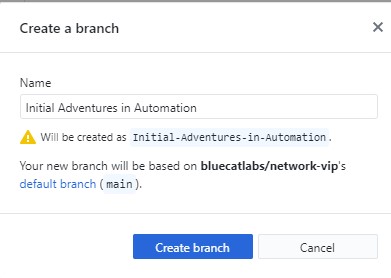 Create a branch
Name
Initial Adventures in Automation
Will be created as Initial-Adventures-in-Automation.
Your new branch will be based on bluecatlabs/network-vip's
default branch (main).
Create branch Cancel